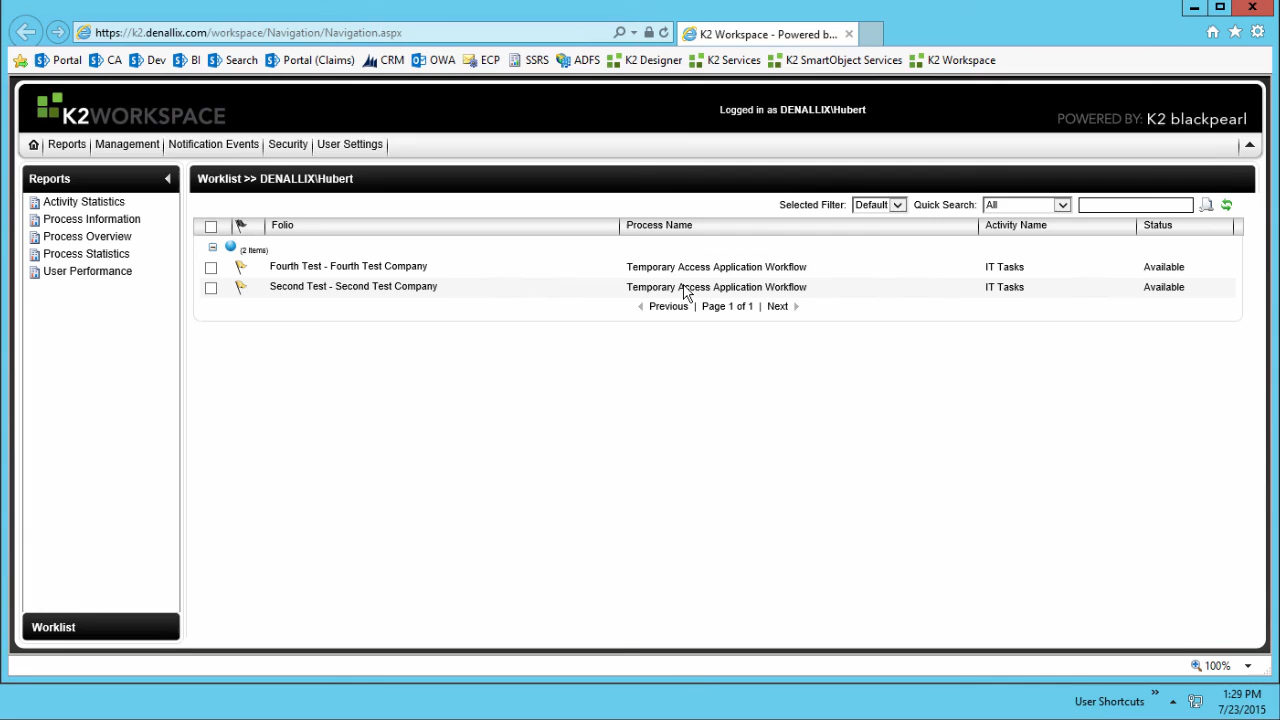 https://k2.denallix.com/workspace/Navigation/Navigation.aspx
K2 Workspace - Powered b...
Portal CA Dev BI Search Portal (Claims) CRM OWA ECP SSRS ADFS K2 Designer K2 Services K2 SmartObject Services K2 Workspace
K2WORKSPACE
Logged in as DENALLIX\Hubert
POWERED BY: K2 blackpearl
Reports Management Notification Events Security User Settings
Reports
Worklist >> DENALLIX\Hubert
Activity Statistics
Process Information
Process Overview
Process Statistics
User Performance
Selected Filter: Default Quick Search: All
Folio Process Name Activity Name Status
(2 Items)
Fourth Test - Fourth Test Company Temporary Access Application Workflow IT Tasks Available
Second Test - Second Test Company Temporary Access Application Workflow IT Tasks Available
Previous | Page 1 of 1 | Next
Worklist
100%
User Shortcuts
1:29 PM
7/23/2015